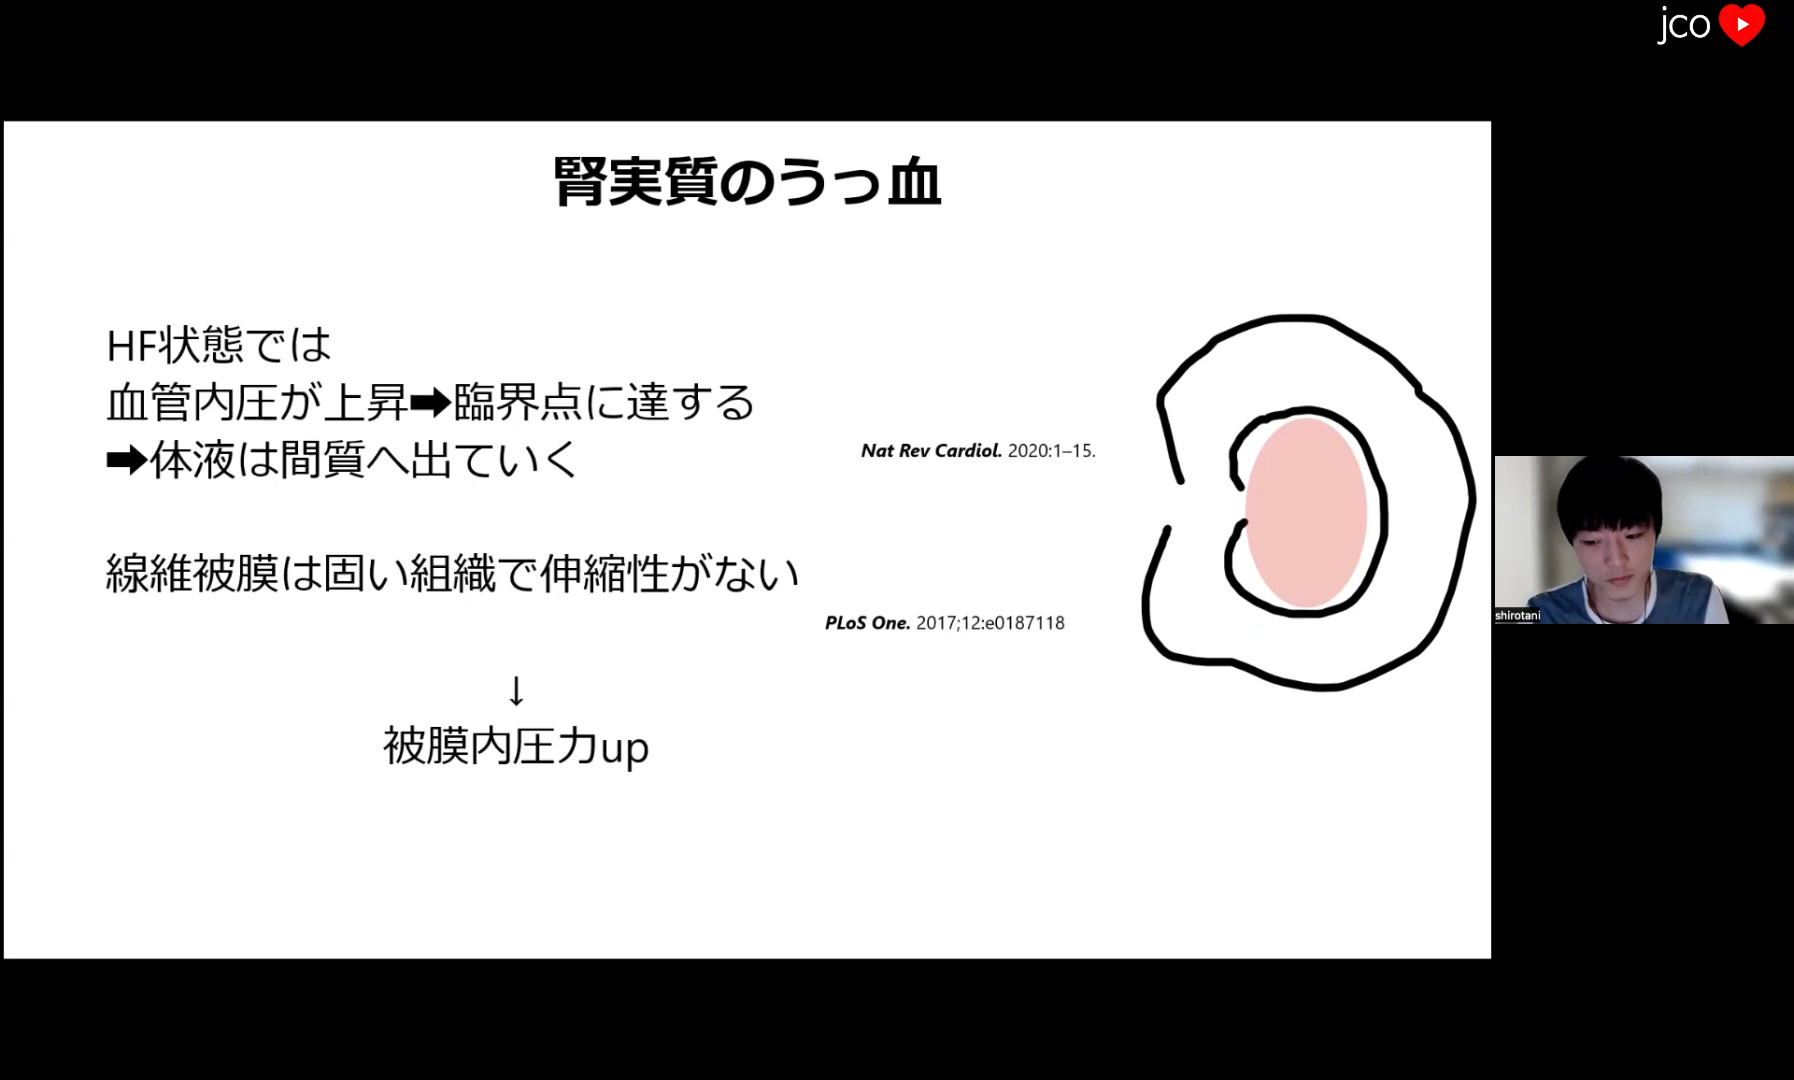 jco
腎実質のうっ血
HF状態では
血管内圧が上昇➡臨界点に達する
➡体液は間質へ出ていく
Nat Rev Cardiol. 2020:1–15.
線維被膜は固い組織で伸縮性がない
PLoS One. 2017;12:e0187118
↓
被膜内圧力up
shirotani